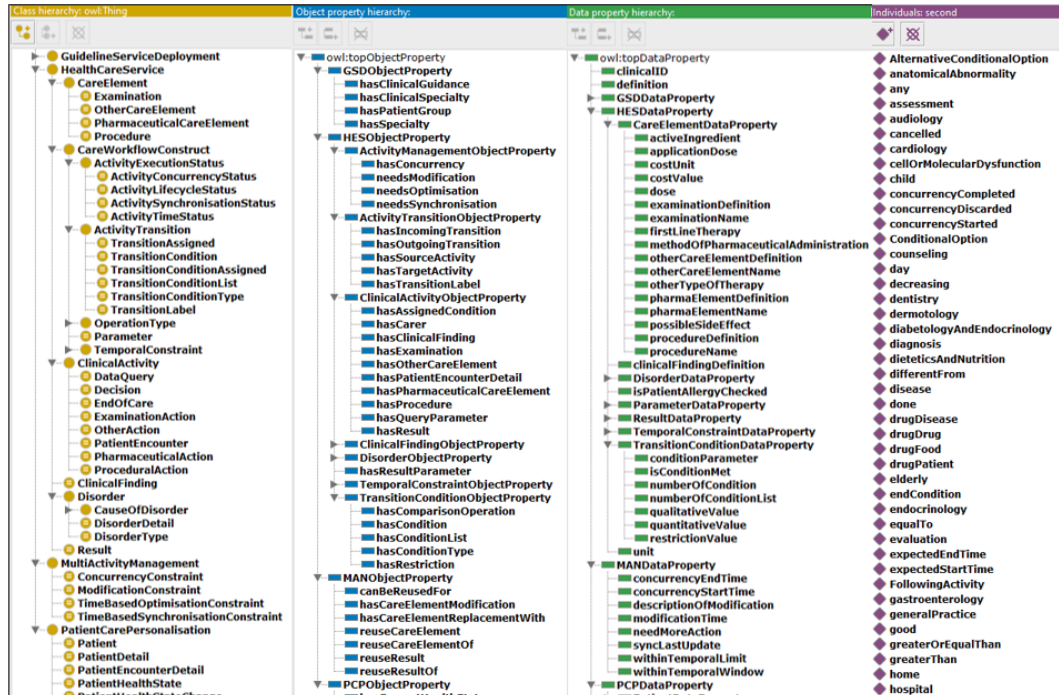 Class hierarchy: owl:Thing
GuidelineServiceDeployment
HealthCareService
CareElement
Examination
OtherCareElement
PharmaceuticalCareElement
Procedure
CareWorkflowConstruct
ActivityExecutionStatus
ActivityConcurrencyStatus
ActivityLifecycleStatus
ActivitySynchronisationStatus
ActivityTimeStatus
ActivityTransition
TransitionAssigned
TransitionCondition
TransitionConditionAssigned
TransitionConditionList
TransitionConditionType
TransitionLabel
OperationType
Parameter
TemporalConstraint
ClinicalActivity
DataQuery
Decision
EndOfCare
ExaminationAction
OtherAction
PatientEncounter
PharmaceuticalAction
ProceduralAction
ClinicalFinding
Disorder
CauseOfDisorder
DisorderDetail
DisorderType
Result
MultiActivityManagement
ConcurrencyConstraint
ModificationConstraint
TimeBasedOptimisationConstraint
TimeBasedSynchronisationConstraint
PatientCarePersonalisation
Patient
PatientDetail
PatientEncounterDetail
PatientHealthState
Object property hierarchy:
owl:topObjectProperty
GSDObjectProperty
hasClinicalGuidance
hasClinicalSpecialty
hasPatientGroup
hasSpecialty
HESObjectProperty
ActivityManagementObjectProperty
hasConcurrency
needsModification
needsOptimisation
needsSynchronisation
ActivityTransitionObjectProperty
hasIncomingTransition
hasOutgoingTransition
hasSourceActivity
hasTargetActivity
hasTransitionLabel
ClinicalActivityObjectProperty
hasAssignedCondition
hasCarer
hasClinicalFinding
hasExamination
hasOtherCareElement
hasPatientEncounterDetail
hasPharmaceuticalCareElement
hasProcedure
hasQueryParameter
hasResult
ClinicalFindingObjectProperty
DisorderObjectProperty
hasResultParameter
TemporalConstraintObjectProperty
TransitionConditionObjectProperty
hasComparisonOperation
hasCondition
hasConditionList
hasConditionType
hasRestriction
MANObjectProperty
canBeReusedFor
hasCareElementModification
hasCareElementReplacementWith
reuseCareElement
reuseCareElementOf
reuseResult
reuseResultOf
PCPObjectProperty
Data property hierarchy:
owl:topDataProperty
clinicalID
definition
GSDDataProperty
HESDataProperty
CareElementDataProperty
activeIngredient
applicationDose
costUnit
costValue
dose
examinationDefinition
examinationName
firstLineTherapy
methodOfPharmaceuticalAdministration
otherCareElementDefinition
otherCareElementName
otherTypeOfTherapy
pharmaElementDefinition
pharmaElementName
possibleSideEffect
procedureDefinition
procedureName
clinicalFindingDefinition
DisorderDataProperty
isPatientAllergyChecked
ParameterDataProperty
ResultDataProperty
TemporalConstraintDataProperty
TransitionConditionDataProperty
conditionParameter
isConditionMet
numberOfCondition
numberOfConditionList
qualitativeValue
quantitativeValue
restrictionValue
unit
MANDataProperty
concurrencyEndTime
concurrencyStartTime
descriptionOfModification
modificationTime
needMoreAction
syncLastUpdate
withinTemporalLimit
withinTemporalWindow
PCPDataProperty
Individuals: second
AlternativeConditionalOption
anatomicalAbnormality
any
assessment
audiology
cancelled
cardiology
cellOrMolecularDysfunction
child
concurrencyCompleted
concurrencyDiscarded
concurrencyStarted
ConditionalOption
counseling
day
decreasing
dentistry
dermotology
diabetologyAndEndocrinology
diagnosis
dieteticsAndNutrition
differentFrom
disease
done
drugDisease
drugDrug
drugFood
drugPatient
elderly
endCondition
endocrinology
equalTo
evaluation
expectedEndTime
expectedStartTime
FollowingActivity
gastroenterology
generalPractice
good
greaterOrEqualThan
greaterThan
home
hospital